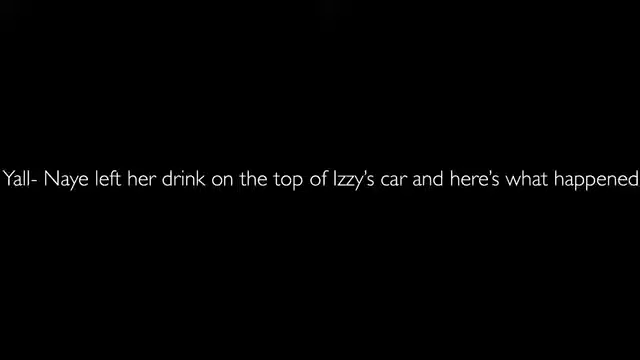 Yall- Naye left her drink on the top of Izzy's car and here's what happened